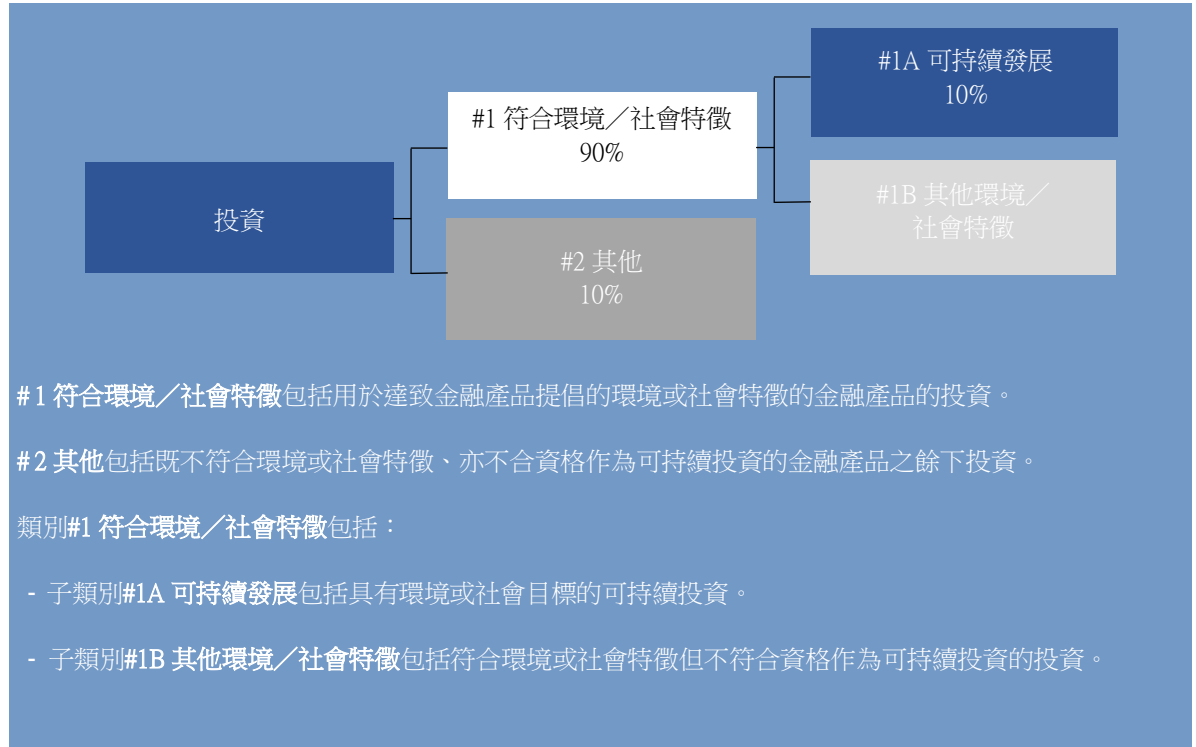 #1A 可持續發展
10%
#1 符合環境／社會特徵
90%
投資
#1B 其他環境／
社會特徵
#2 其他
10%
#1 符合環境／社會特徵包括用於達致金融產品提倡的環境或社會特徵的金融產品的投資。
#2 其他包括既不符合環境或社會特徵、亦不合資格作為可持續投資的金融產品之餘下投資。
類別#1 符合環境／社會特徵包括：
- 子類別#1A 可持續發展包括具有環境或社會目標的可持續投資。
- 子類別#1B 其他環境／社會特徵包括符合環境或社會特徵但不符合資格作為可持續投資的投資。